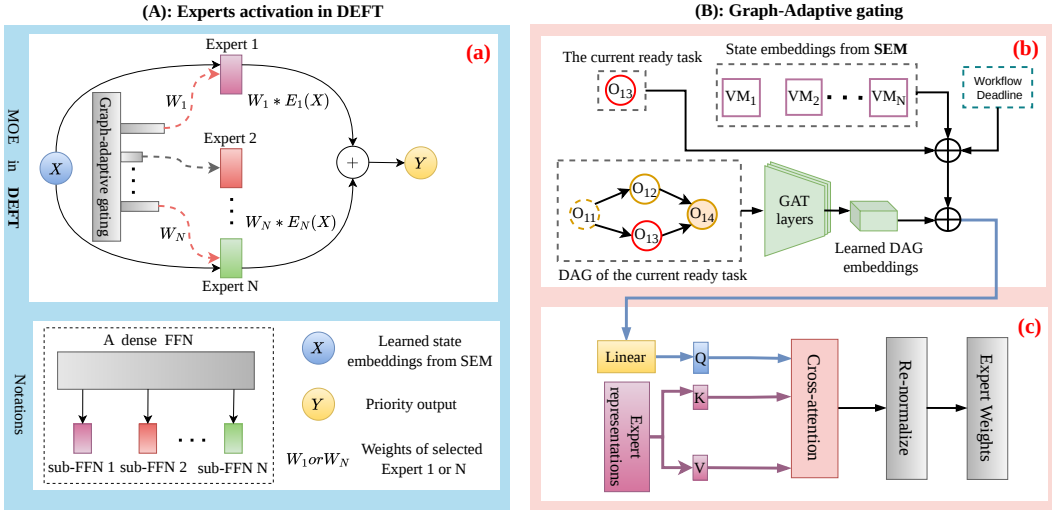 (A): Experts activation in DEFT
MOE in DEFT
(a)
Expert 1
W1
W1 * E1(X)
Graph-adaptive gating
X
Expert 2
+
Y
WN
WN * EN(X)
Expert N
Notations
A dense FFN
sub-FFN 1
sub-FFN 2
sub-FFN N
X
Learned state
embeddings from SEM
Y
Priority output
W1orWN
Weights of selected
Expert 1 or N
(B): Graph-Adaptive gating
(b)
The current ready task
O13
State embeddings from SEM
VM1
VM2
VMN
Workflow
Deadline
O11
O12
O13
O14
DAG of the current ready task
GAT
layers
Learned DAG
embeddings
(c)
Linear
Q
Expert
representations
K
V
Cross-attention
Re-normalize
Expert Weights